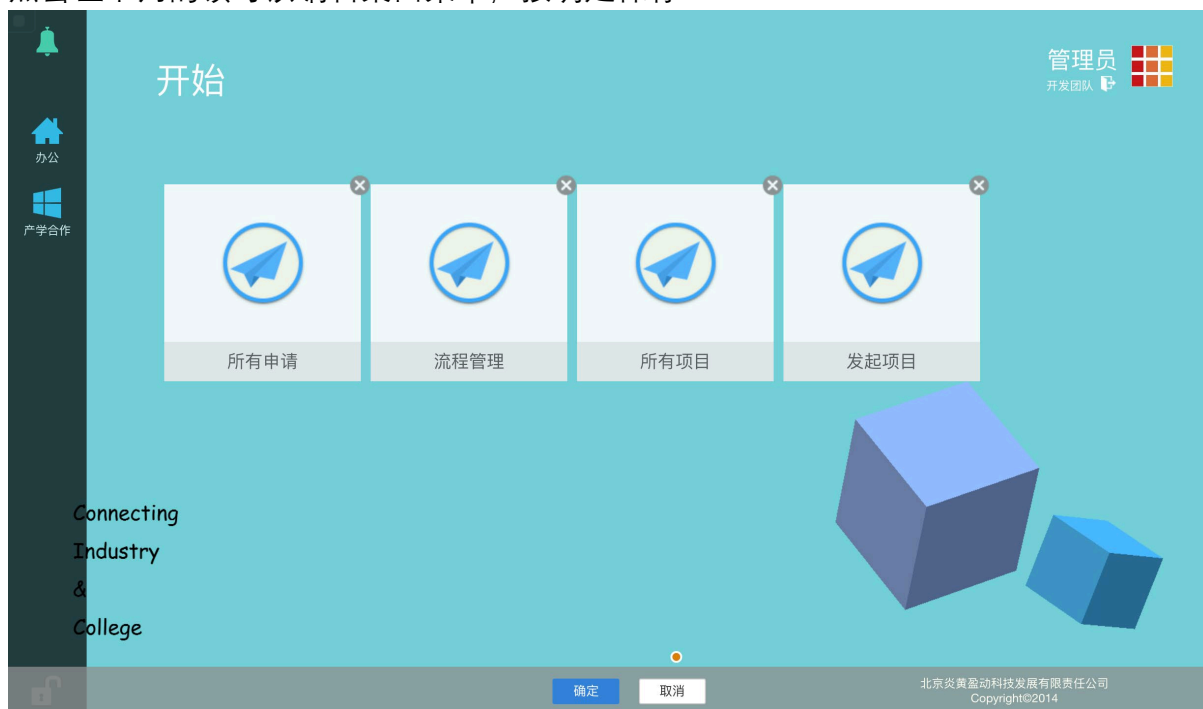 开始
管理员
开发团队
办公
产学合作
所有申请
流程管理
所有项目
发起项目
Connecting
Industry
&
College
确定
取消
北京炎黄盈动科技发展有限责任公司
Copyright©2014